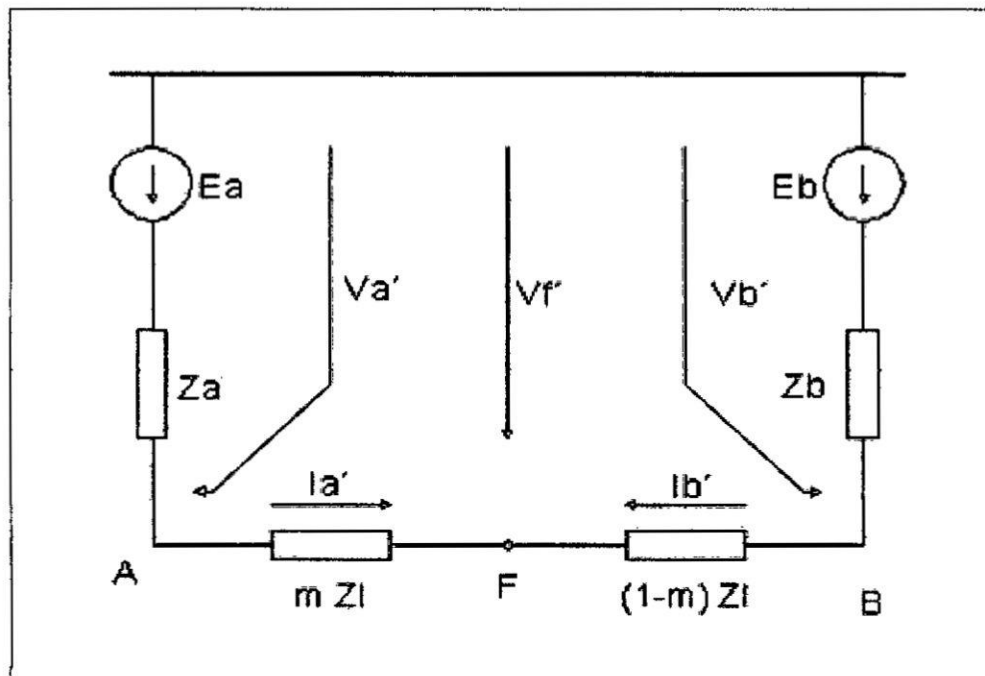 Ea
Eb
Va´
Vf´
Vb´
Za
Zb
Ia´
Ib´
A
F
B
m Zl
(1-m) Zl